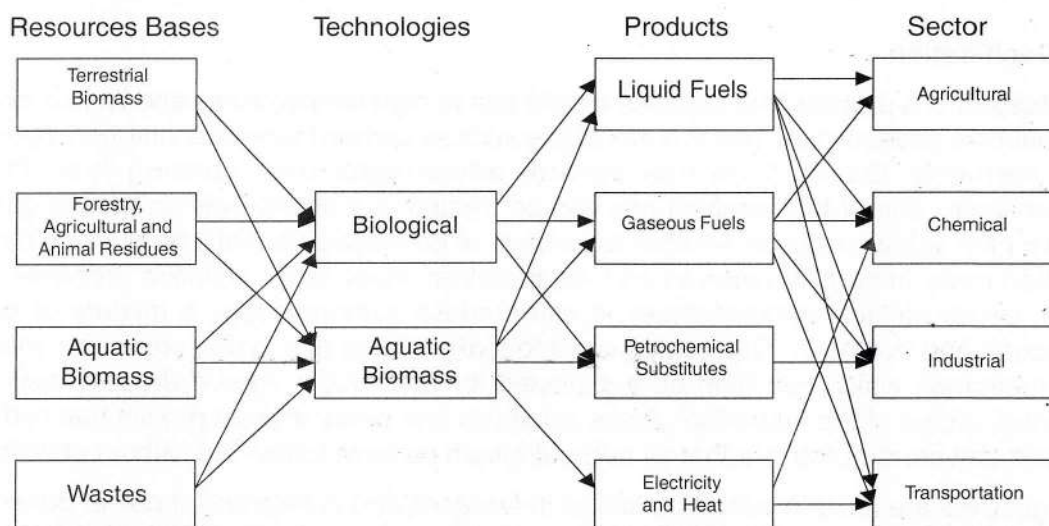 Resources Bases
Technologies
Products
Sector
Terrestrial
Biomass
Forestry,
Agricultural and
Animal Residues
Aquatic
Biomass
Wastes
Biological
Aquatic
Biomass
Liquid Fuels
Gaseous Fuels
Petrochemical
Substitutes
Electricity
and Heat
Agricultural
Chemical
Industrial
Transportation